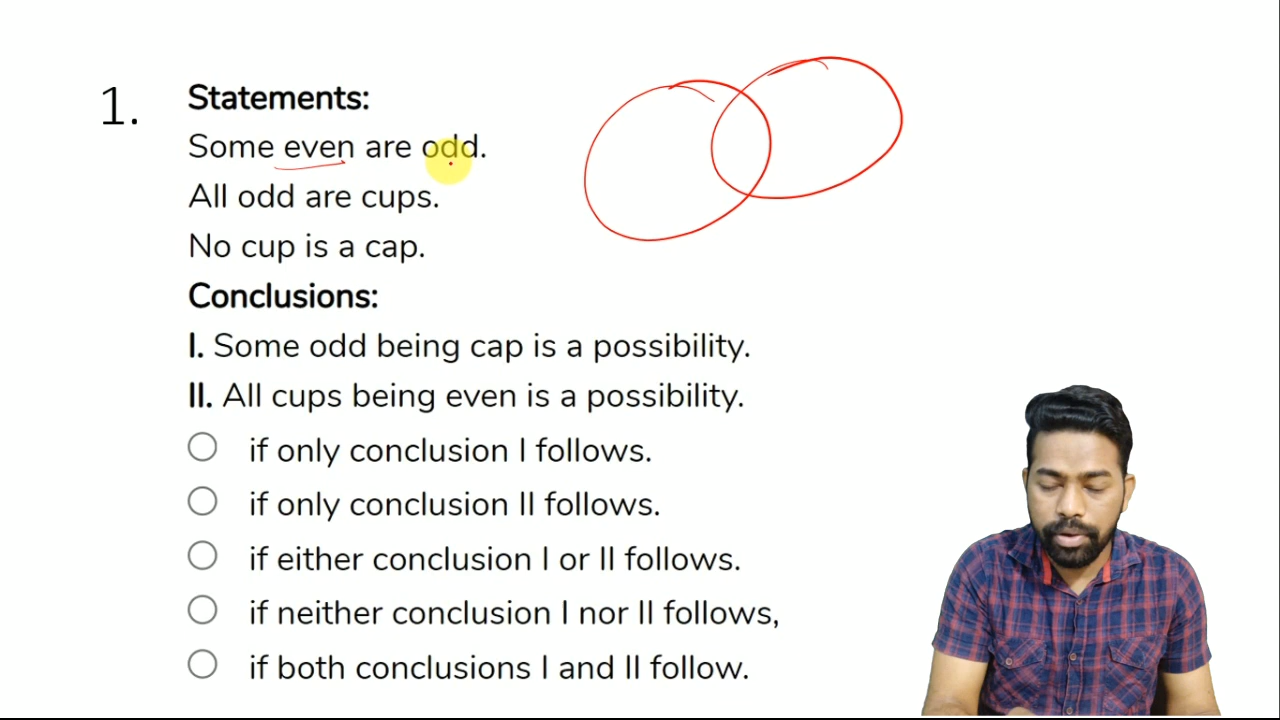 1.
Statements:
Some even are odd.
All odd are cups.
No cup is a cap.
Conclusions:
I. Some odd being cap is a possibility.
II. All cups being even is a possibility.
if only conclusion I follows.
if only conclusion II follows.
if either conclusion I or II follows.
if neither conclusion I nor II follows,
if both conclusions I and II follow.